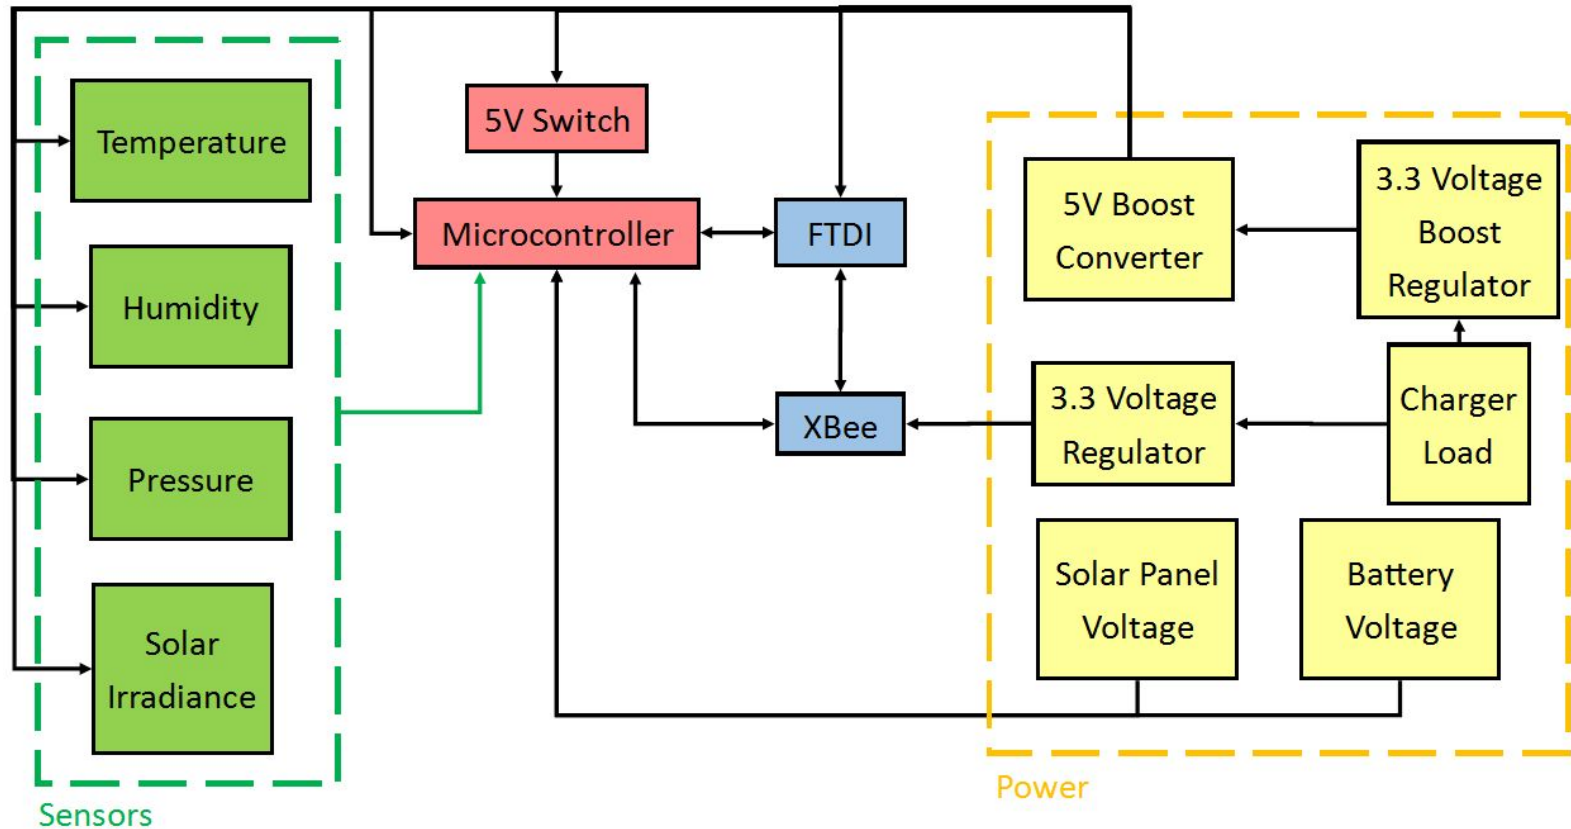 Temperature
Humidity
Pressure
Solar
Irradiance
Sensors
5V Switch
Microcontroller
FTDI
XBee
5V Boost
Converter
3.3 Voltage
Boost
Regulator
3.3 Voltage
Regulator
Charger
Load
Solar Panel
Voltage
Battery
Voltage
Power